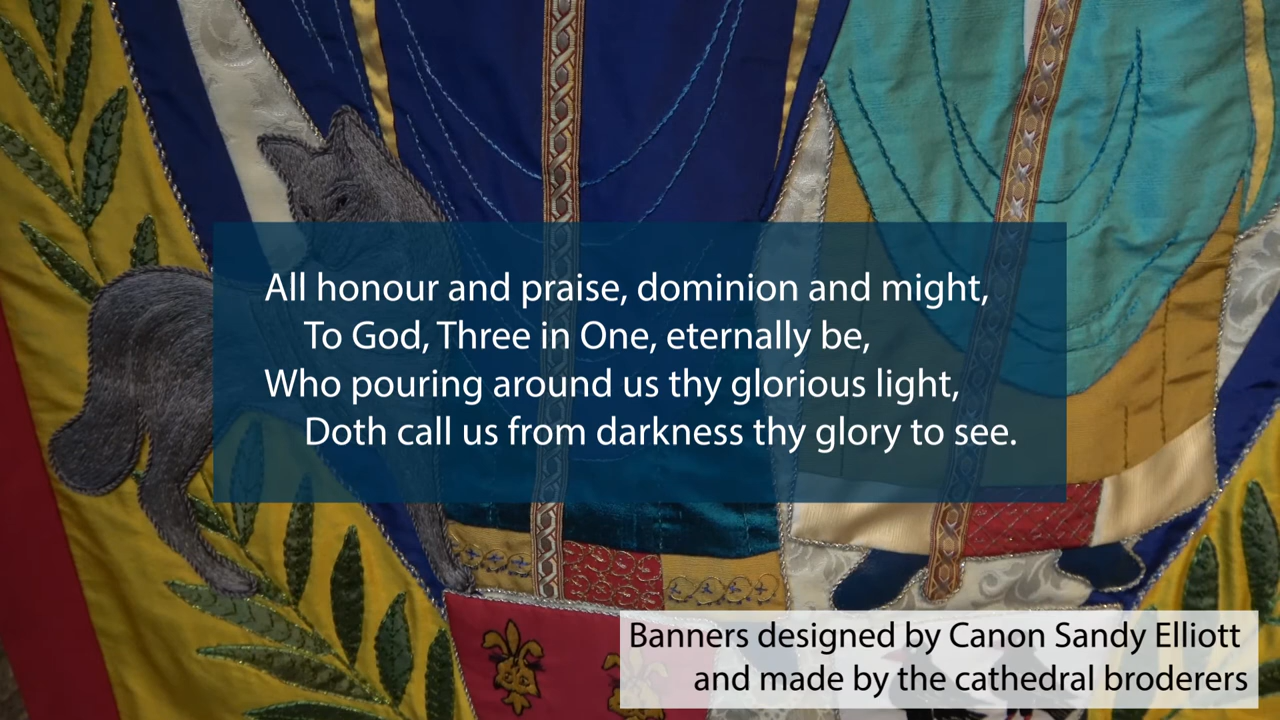 All honour and praise, dominion and might,
To God, Three in One, eternally be,
Who pouring around us thy glorious light,
Doth call us from darkness thy glory to see.
Banners designed by Canon Sandy Elliott
and made by the cathedral broderers